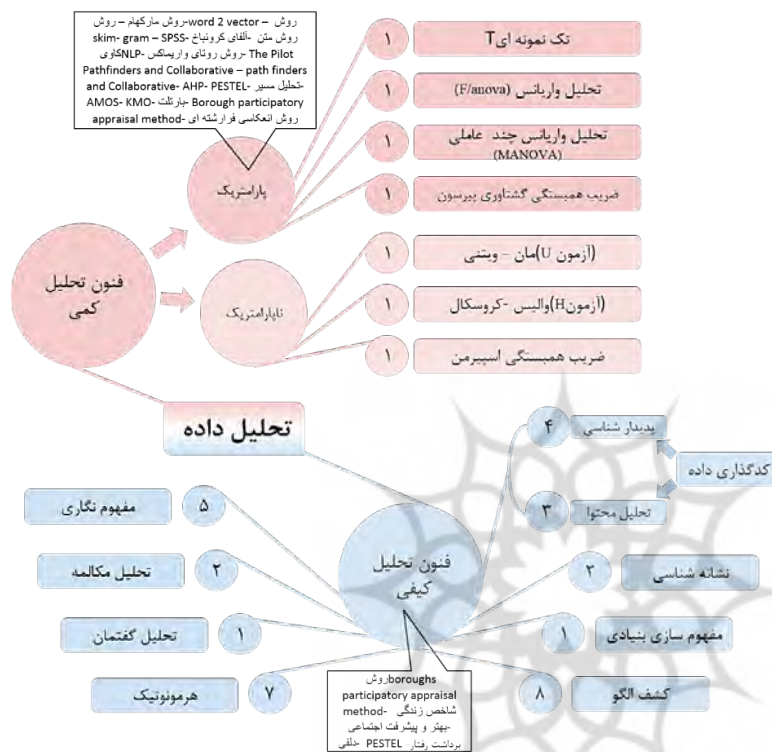 روش – word 2 vector-روش مارکهام – روش
skim- gram – SPSS-آلفای کرونباخ – روش متن
کاویNLP- روش روتای واریماکس- The Pilot
Pathfinders and Collaborative – path finders
and Collaborative- AHP- PESTEL- تحلیل مسیر-
AMOS- KMO- بارتلت- Borough participatory
appraisal method- روش انعکاسی فرارشته ای
تک نمونه ایT
۱
تحلیل واریانس (F/anova)
۱
تحلیل واریانس چند عاملی
(MANOVA)
۱
ضریب همبستگی گشتاوری پیرسون
۱
پارامتریک
(آزمون U)مان – ویتنی
۱
(آزمونH)والیس -کروسکال
۱
ضریب همبستگی اسپیرمن
۱
ناپارامتریک
فنون تحلیل
کمی
تحلیل داده
پدیدار شناسی
۴
کدگذاری داده
تحلیل محتوا
۳
مفهوم نگاری
۵
فنون تحلیل
کیفی
نشانه شناسی
۲
تحلیل مکالمه
۲
مفهوم سازی بنیادی
۱
تحلیل گفتمان
۱
کشف الگو
۸
هرمونوتیک
۷
روشboroughs
participatory appraisal
method- شاخص زندگی
بهتر و پیشرفت اجتماعی-
دلفی- PESTEL برداشت رفتار